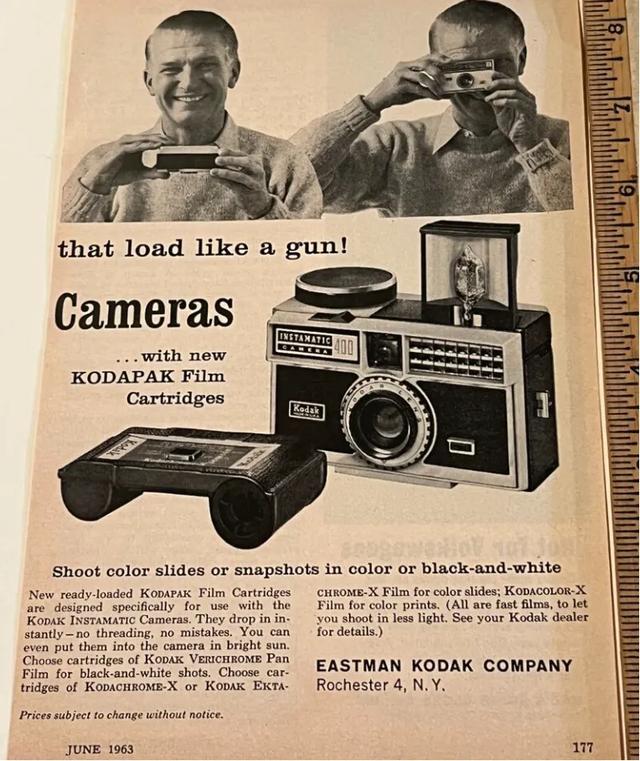 that load like a gun!
Cameras
...with new
KODAPAK Film
Cartridges
INSTAMATIC
CAMERA
400
Kodak
Kodak
Shoot color slides or snapshots in color or black-and-white
New ready-loaded KODAPAK Film Cartridges
are designed specifically for use with the
KODAK INSTAMATIC Cameras. They drop in in-
stantly—no threading, no mistakes. You can
even put them into the camera in bright sun.
Choose cartridges of KODAK VERICHROME Pan
Film for black-and-white shots. Choose car-
tridges of KODACHROME-X or KODAK EKTA-
CHROME-X Film for color slides; KODACOLOR-X
Film for color prints. (All are fast films, to let
you shoot in less light. See your Kodak dealer
for details.)
EASTMAN KODAK COMPANY
Rochester 4, N.Y.
Prices subject to change without notice.
JUNE 1963
177
8
7
6
5